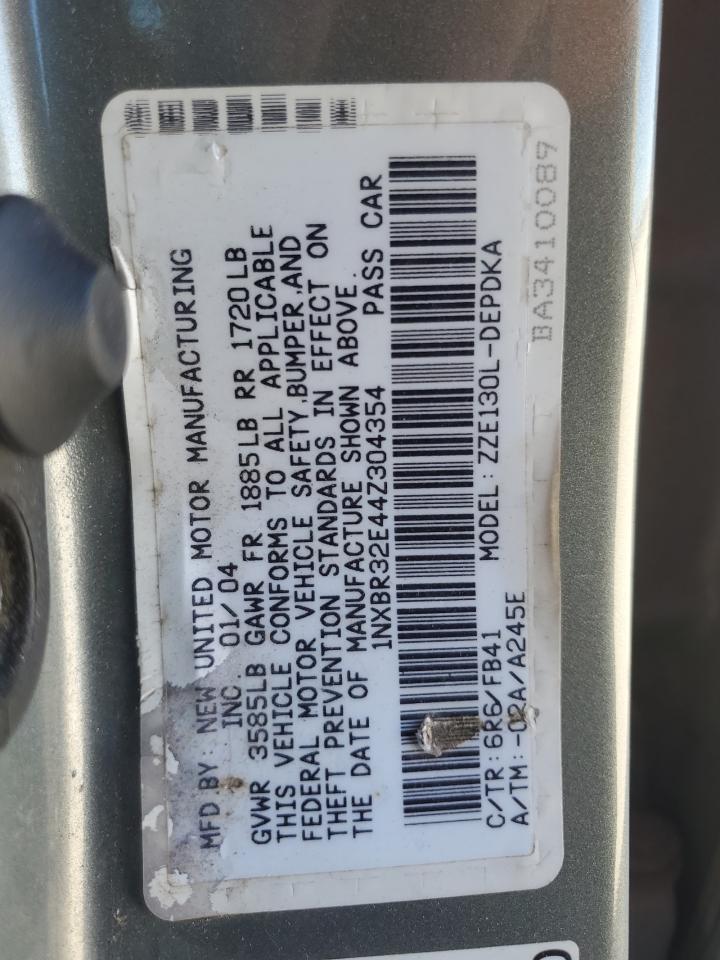 MFD BY: NEW UNITED MOTOR MANUFACTURING
INC. 01/04
GVWR 3585LB GAWR FR 1885LB RR 1720LB
THIS VEHICLE CONFORMS TO ALL APPLICABLE
FEDERAL MOTOR VEHICLE SAFETY,BUMPER,AND
THEFT PREVENTION STANDARDS IN EFFECT ON
THE DATE OF MANUFACTURE SHOWN ABOVE.
1NXBR32E44Z304354 PASS CAR
C/TR:6R6/FB41 MODEL:ZZE130L-DEPDKA
A/TM:-02A/A245E
BA3410089